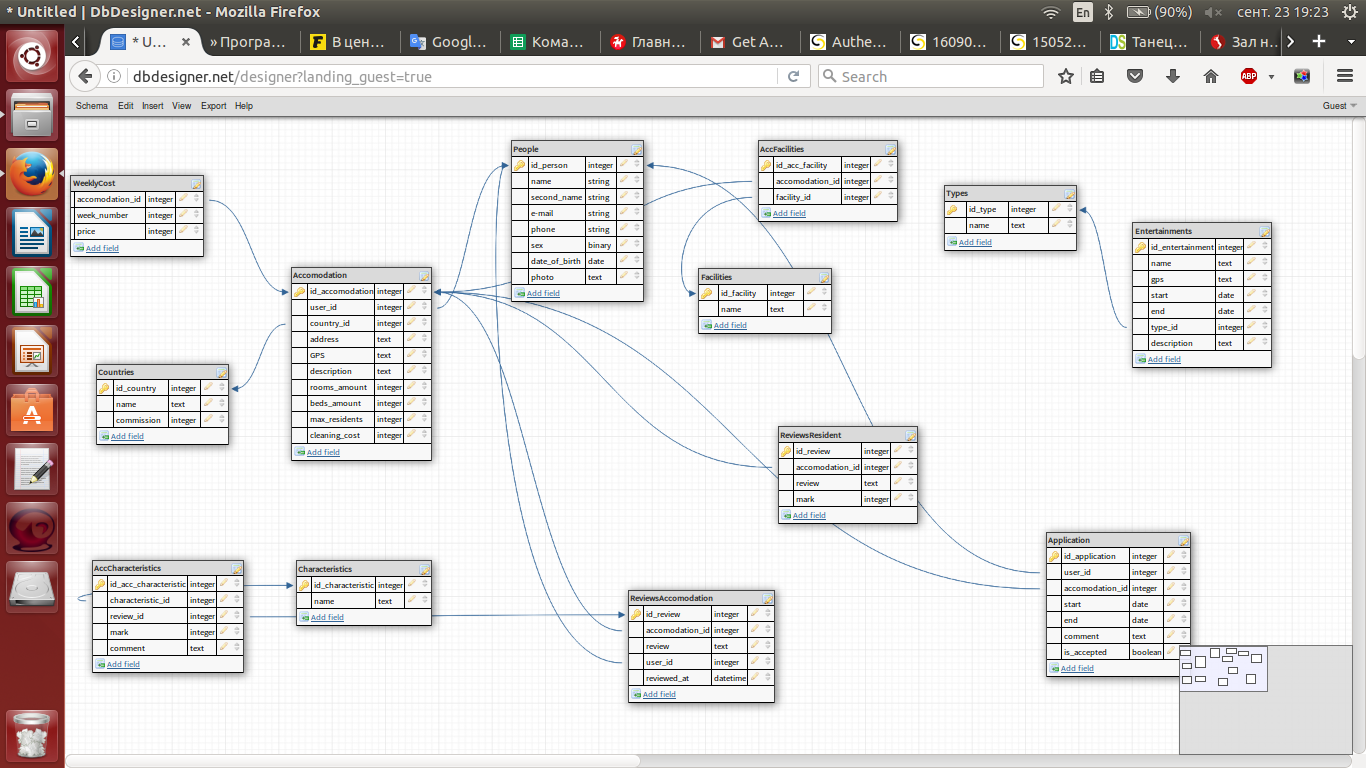 * Untitled | DbDesigner.net - Mozilla Firefox
En
(90%)
сент. 23 19:23
* U...
» Програ...
В цен...
Googl...
Кома...
Главн...
Get A...
Authe...
16090...
15052...
Танец...
Зал н...
dbdesigner.net/designer?landing_guest=true
Search
ABP
Schema Edit Insert View Export Help
Guest
WeeklyCost
accomodation_id integer
week_number integer
price integer
Add field
Accomodation
id_accomodation integer
user_id integer
country_id integer
address text
GPS text
description text
rooms_amount integer
beds_amount integer
max_residents integer
cleaning_cost integer
Add field
Countries
id_country integer
name text
commission integer
Add field
People
id_person integer
name string
second_name string
e-mail string
phone string
sex binary
date_of_birth date
photo text
Add field
AccFacilities
id_acc_facility integer
accomodation_id integer
facility_id integer
Add field
Facilities
id_facility integer
name text
Add field
Types
id_type integer
name text
Add field
Entertainments
id_entertainment integer
name text
gps text
start date
end date
type_id integer
description text
Add field
ReviewsResident
id_review integer
accomodation_id integer
review text
mark integer
Add field
AccCharacteristics
id_acc_characteristic integer
characteristic_id integer
review_id integer
mark integer
comment text
Add field
Characteristics
id_characteristic integer
name text
Add field
ReviewsAccomodation
id_review integer
accomodation_id integer
review text
user_id integer
reviewed_at datetime
Add field
Application
id_application integer
user_id integer
accomodation_id integer
start date
end date
comment text
is_accepted boolean
Add field